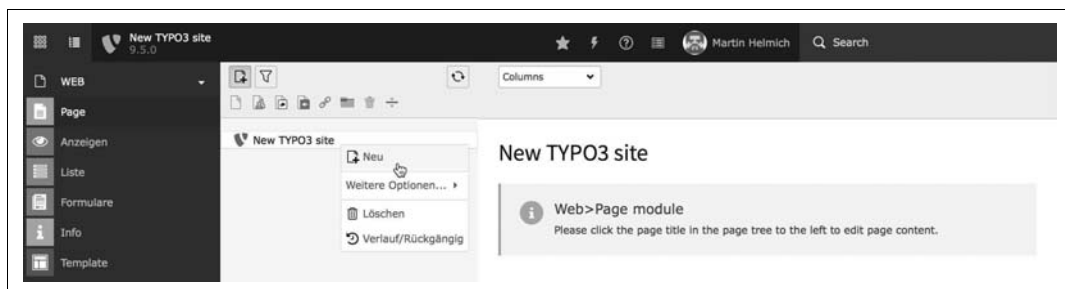 New TYPO3 site
9.5.0
Martin Helmich
Search
WEB
Page
Anzeigen
Liste
Formulare
Info
Template
New TYPO3 site
Neu
Weitere Optionen...
Löschen
Verlauf/Rückgängig
Columns
New TYPO3 site
Web>Page module
Please click the page title in the page tree to the left to edit page content.